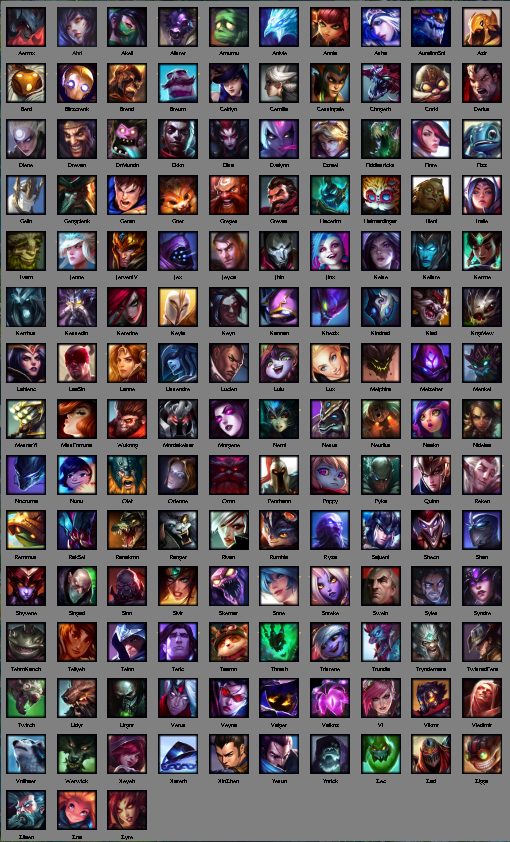 Aatrox Ahri Akali Alistar Amumu Anivia Annie Ashe AurelionSol Azir
Bard Blitzcrank Brand Braum Caitlyn Camille Cassiopeia Chogath Corki Darius
Diana Draven DrMundo Ekko Elise Evelynn Ezreal Fiddlesticks Fiora Fizz
Galio Gangplank Garen Gnar Gragas Graves Hecarim Heimerdinger Illaoi Irelia
Ivern Janna JarvanIV Jax Jayce Jhin Jinx Kaisa Kalista Karma
Karthus Kassadin Katarina Kayle Kayn Kennen Khazix Kindred Kled KogMaw
Leblanc LeeSin Leona Lissandra Lucian Lulu Lux Malphite Malzahar Maokai
MasterYi MissFortune Wukong Mordekaiser Morgana Nami Nasus Nautilus Neeko Nidalee
Nocturne Nunu Olaf Orianna Ornn Pantheon Poppy Pyke Quinn Rakan
Rammus RekSai Renekton Rengar Riven Rumble Ryze Sejuani Shaco Shen
Shyvana Singed Sion Sivir Skarner Sona Soraka Swain Sylas Syndra
TahmKench Taliyah Talon Taric Teemo Thresh Tristana Trundle Tryndamere TwistedFate
Twitch Udyr Urgot Varus Vayne Veigar Velkoz Vi Viktor Vladimir
Volibear Warwick Xayah Xerath XinZhao Yasuo Yorick Zac Zed Ziggs
Zilean Zoe Zyra